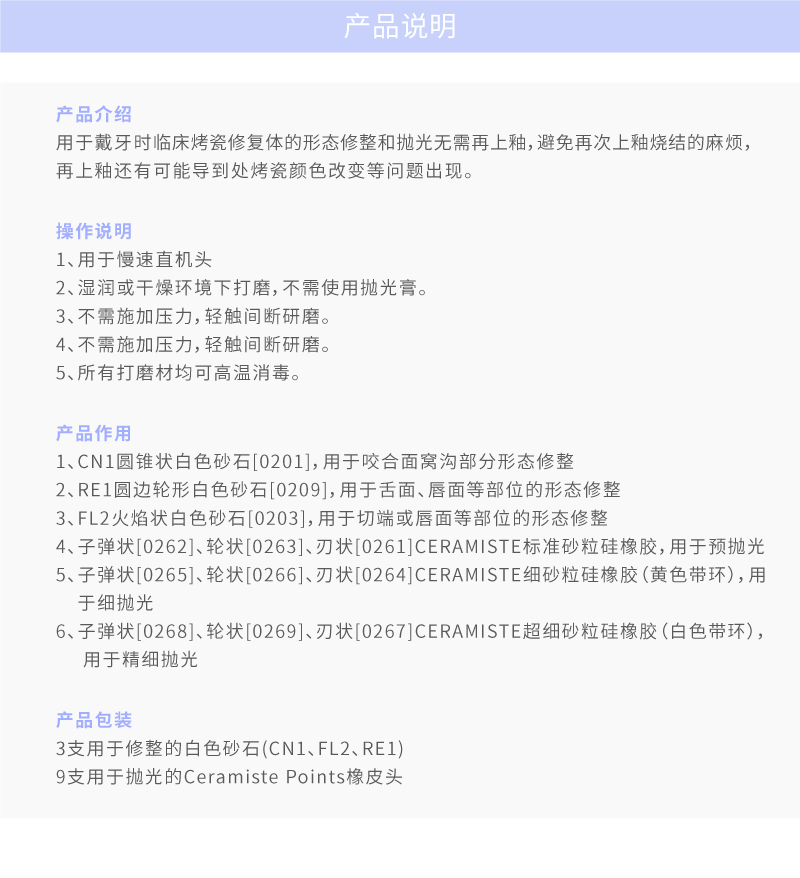 产品说明
产品介绍
用于戴牙时临床烤瓷修复体的形态修整和抛光无需再上釉，避免再次上釉烧结的麻烦，
再上釉还有可能导到处烤瓷颜色改变等问题出现。
操作说明
1、用于慢速直机头
2、湿润或干燥环境下打磨，不需使用抛光膏。
3、不需施加压力，轻触间断研磨。
4、不需施加压力，轻触间断研磨。
5、所有打磨材均可高温消毒。
产品作用
1、CN1圆锥状白色砂石[0201]，用于咬合面窝沟部分形态修整
2、RE1圆边轮形白色砂石[0209]，用于舌面、唇面等部位的形态修整
3、FL2火焰状白色砂石[0203]，用于切端或唇面等部位的形态修整
4、子弹状[0262]、轮状[0263]、刃状[0261]CERAMISTE标准砂粒硅橡胶，用于预抛光
5、子弹状[0265]、轮状[0266]、刃状[0264]CERAMISTE细砂粒硅橡胶（黄色带环），用
于细抛光
6、子弹状[0268]、轮状[0269]、刃状[0267]CERAMISTE超细砂粒硅橡胶（白色带环），
用于精细抛光
产品包装
3支用于修整的白色砂石(CN1、FL2、RE1)
9支用于抛光的Ceramiste Points橡皮头